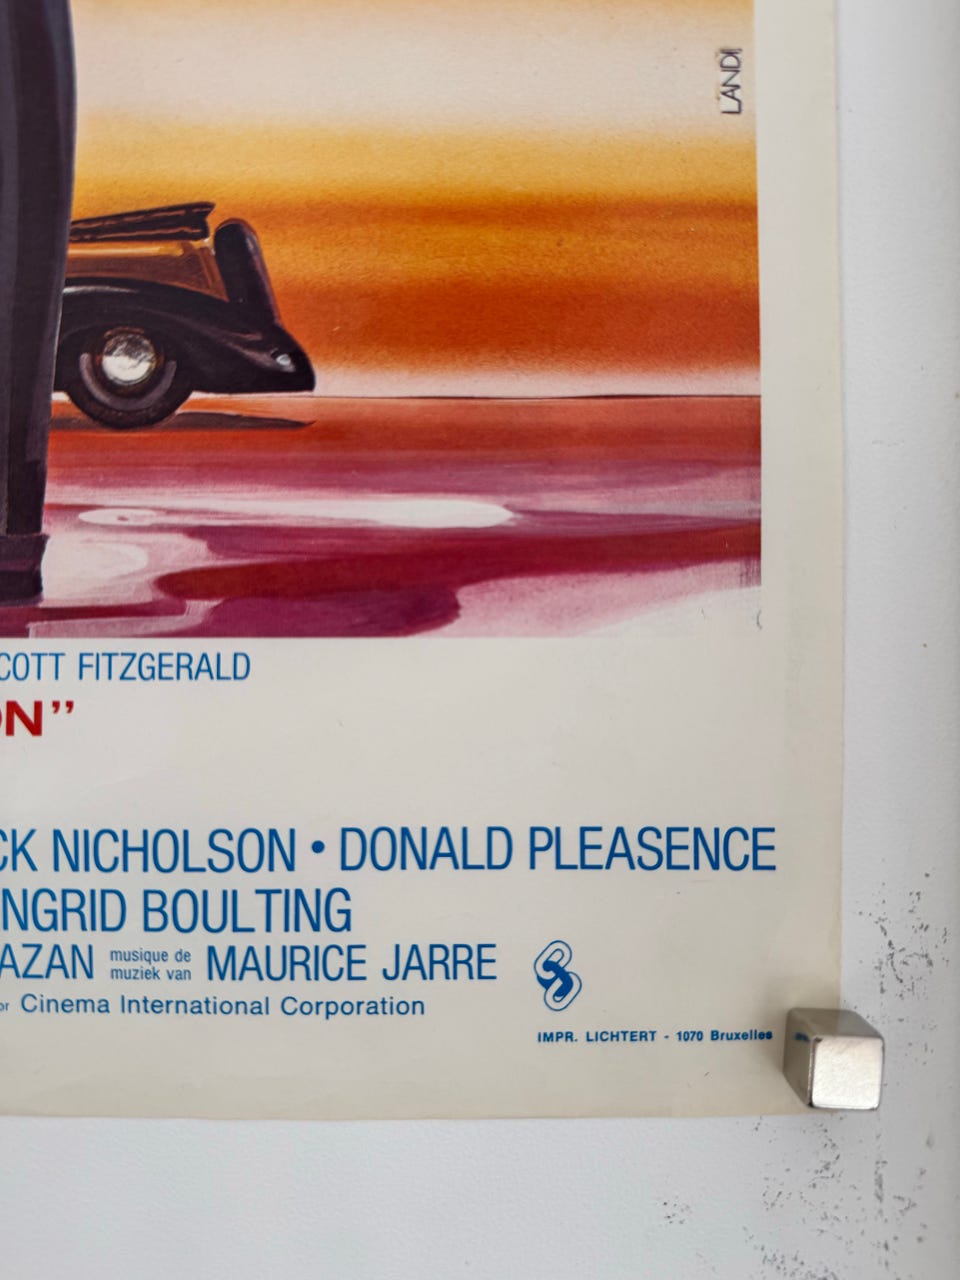 LANDI
COTT FITZGERALD
ON”
CK NICHOLSON • DONALD PLEASENCE
NGRID BOULTING
AZAN musique de muziek van MAURICE JARRE
or Cinema International Corporation
IMPR. LICHTERT - 1070 Bruxelles